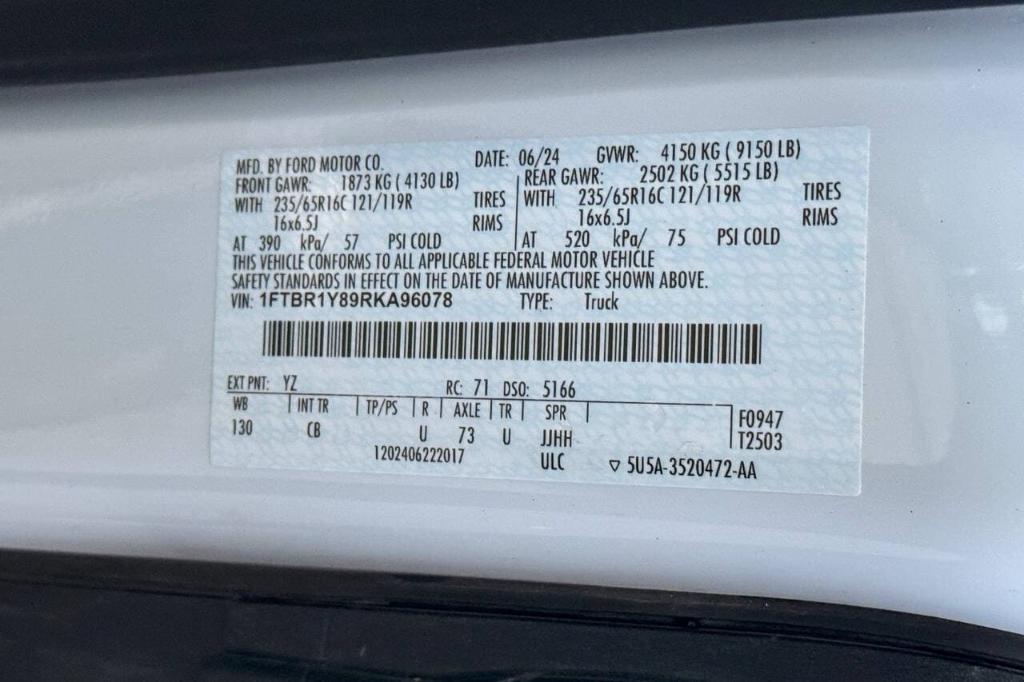 MFD. BY FORD MOTOR CO. DATE: 06/24 GVWR: 4150 KG ( 9150 LB)
FRONT GAWR: 1873 KG ( 4130 LB) REAR GAWR: 2502 KG ( 5515 LB)
WITH 235/65R16C 121/119R TIRES WITH 235/65R16C 121/119R TIRES
16x6.5J RIMS 16x6.5J RIMS
AT 390 kPa/ 57 PSI COLD AT 520 kPa/ 75 PSI COLD
THIS VEHICLE CONFORMS TO ALL APPLICABLE FEDERAL MOTOR VEHICLE
SAFETY STANDARDS IN EFFECT ON THE DATE OF MANUFACTURE SHOWN ABOVE.
VIN: 1FTBR1Y89RKA96078 TYPE: Truck
EXT PNT: YZ RC: 71 DSO: 5166
WB INT TR TP/PS R AXLE TR SPR F0947
130 CB U 73 U JJHH T2503
1202406222017 ULC ▽ 5U5A-3520472-AA